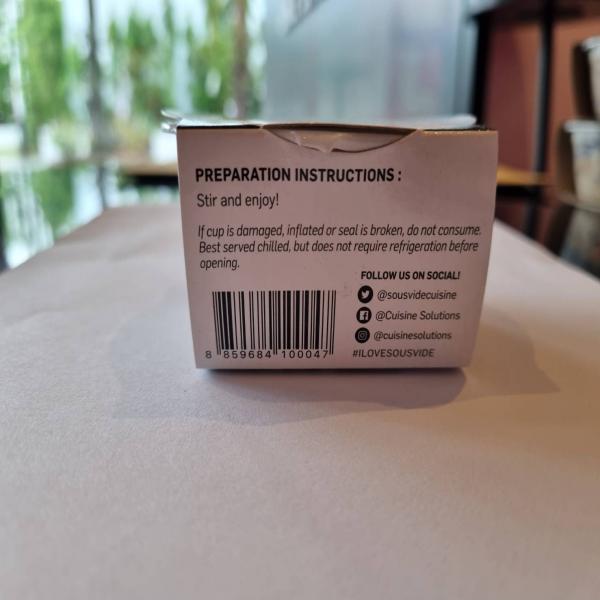 PREPARATION INSTRUCTIONS :
Stir and enjoy!
If cup is damaged, inflated or seal is broken, do not consume.
Best served chilled, but does not require refrigeration before
opening.
FOLLOW US ON SOCIAL!
@sousvidecuisine
@Cuisine Solutions
@cuisinesolutions
#ILOVESOUSVIDE
8 859684 100047